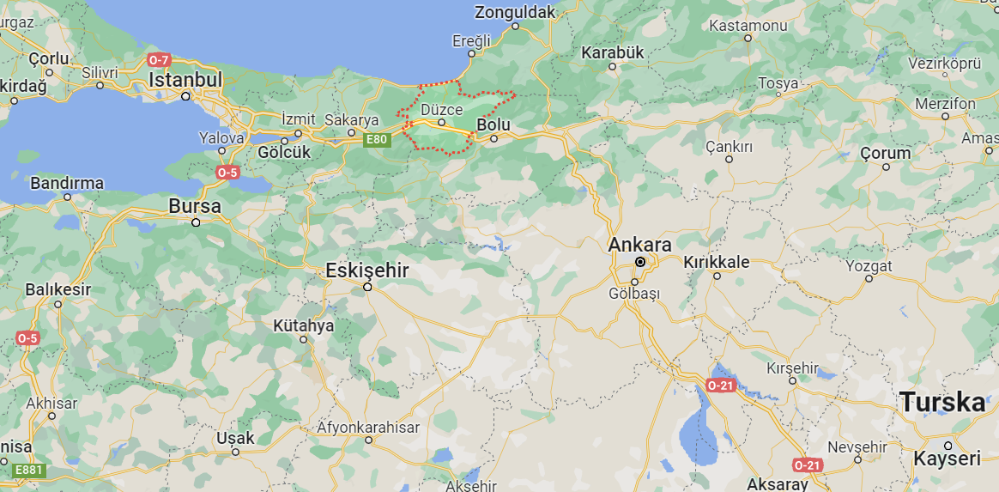 Zonguldak
urgaz
Kastamonu
Ereğli
Karabük
Çorlu
O-7
Silivri
Istanbul
Vezirköprü
kirdağ
Tosya
Merzifon
Düzce
İzmit
Sakarya
Bolu
Yalova
E80
Amas
Gölcük
Çankırı
Çorum
O-5
Bandırma
Bursa
Ankara
Kırıkkale
Yozgat
Eskişehir
Balıkesir
Gölbaşı
Kütahya
O-5
Kırşehir
O-21
Akhisar
Turska
Afyonkarahisar
Uşak
nisa
Nevşehir
Kayseri
E881
O-21
Akşehir
Aksaray